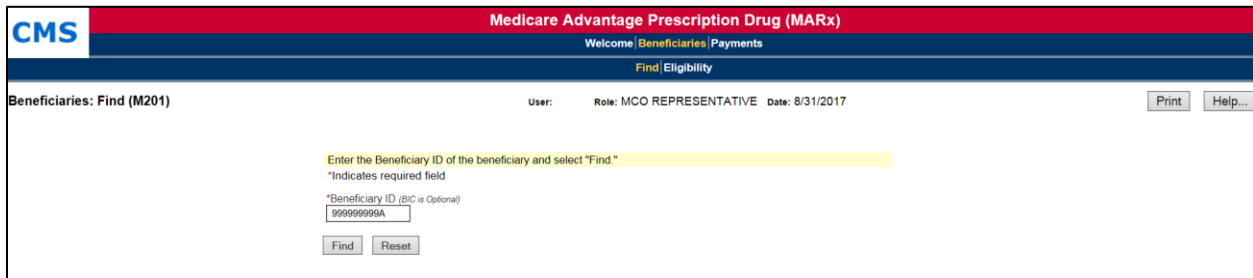 CMS
Medicare Advantage Prescription Drug (MARx)
Welcome|Beneficiaries|Payments
Find|Eligibility
Beneficiaries: Find (M201) User: Role: MCO REPRESENTATIVE Date: 8/31/2017 Print Help...
Enter the Beneficiary ID of the beneficiary and select "Find."
*Indicates required field
*Beneficiary ID (BIC is Optional)
999999999A
Find Reset